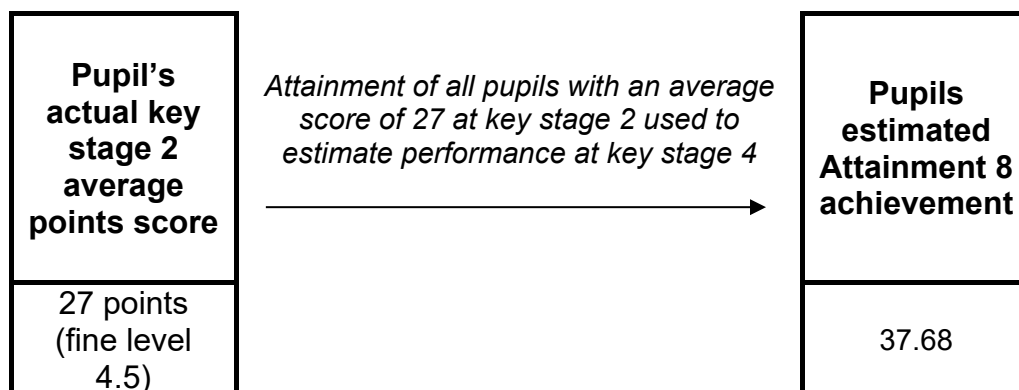 Pupil’s
actual key
stage 2
average
points score
Attainment of all pupils with an average
score of 27 at key stage 2 used to
estimate performance at key stage 4
Pupils
estimated
Attainment 8
achievement
27 points
(fine level
4.5)
37.68